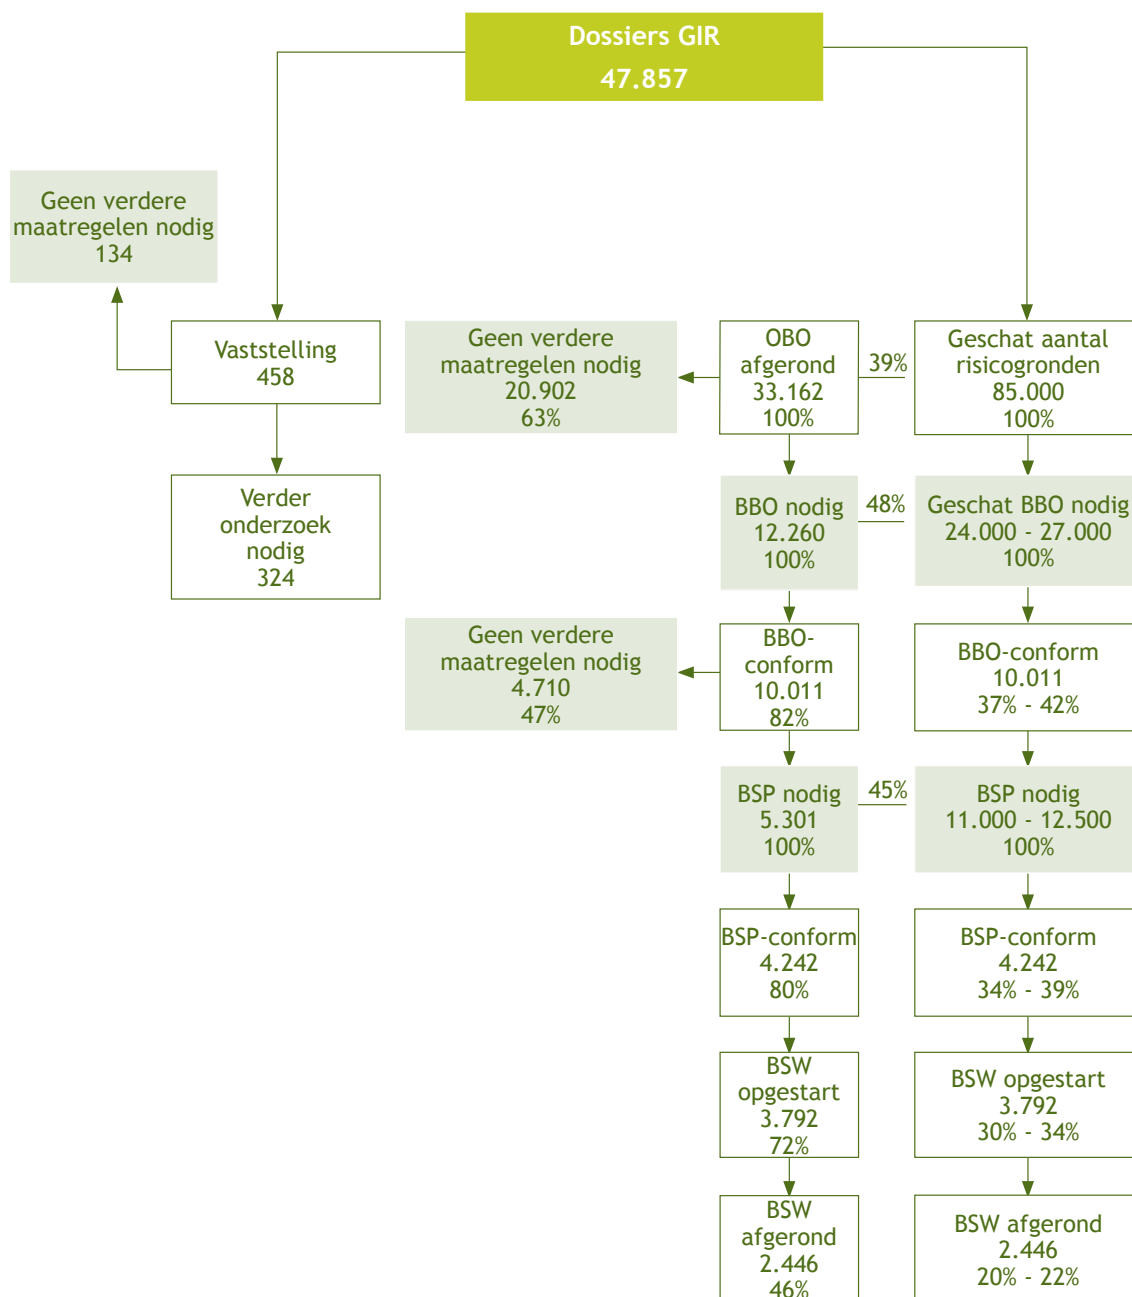 Dossiers GIR
47.857
Geen verdere
maatregelen nodig
134
Vaststelling
458
Verder
onderzoek
nodig
324
Geen verdere
maatregelen nodig
20.902
63%
OBO
afgerond
33.162
100%
39%
Geschat aantal
risicogronden
85.000
100%
BBO nodig
12.260
100%
48%
Geschat BBO nodig
24.000 - 27.000
100%
Geen verdere
maatregelen nodig
4.710
47%
BBO-
conform
10.011
82%
BBO-conform
10.011
37% - 42%
BSP nodig
5.301
100%
45%
BSP nodig
11.000 - 12.500
100%
BSP-conform
4.242
80%
BSP-conform
4.242
34% - 39%
BSW
opgestart
3.792
72%
BSW opgestart
3.792
30% - 34%
BSW
afgerond
2.446
46%
BSW afgerond
2.446
20% - 22%